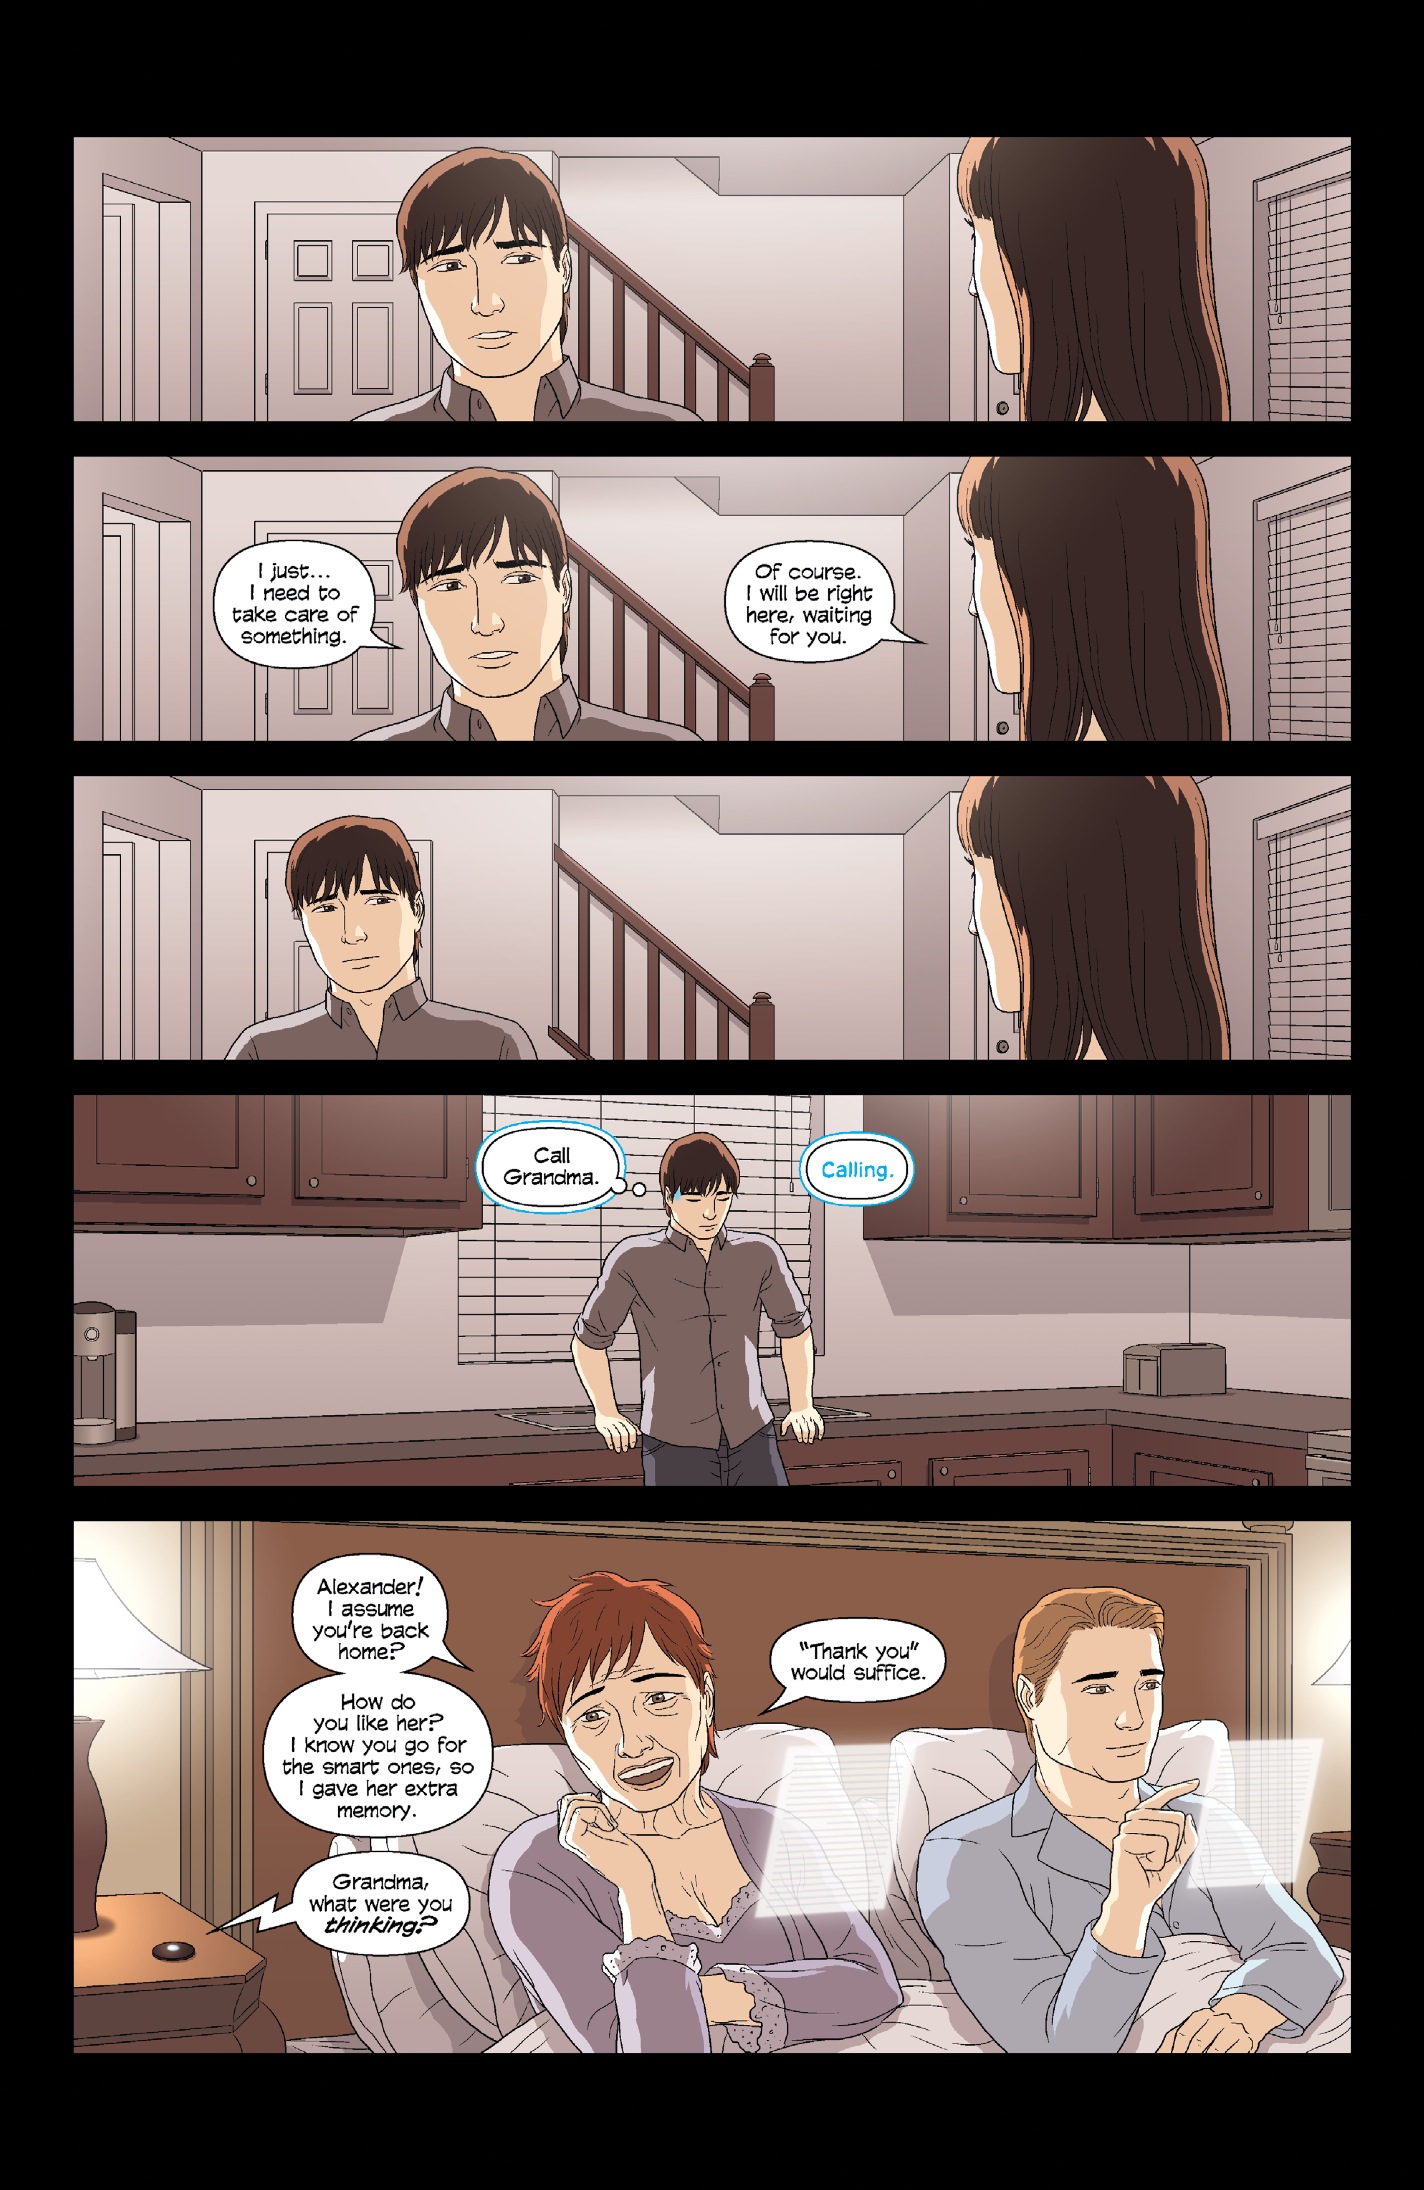 I just...
I need to
take care of
something.
Of course.
I will be right
here, waiting
for you.
Call
Grandma.
Calling.
Alexander!
I assume
you're back
home?
How do
you like her?
I know you go for
the smart ones, so
I gave her extra
memory.
Grandma,
what were you
thinking?
"Thank you"
would suffice.